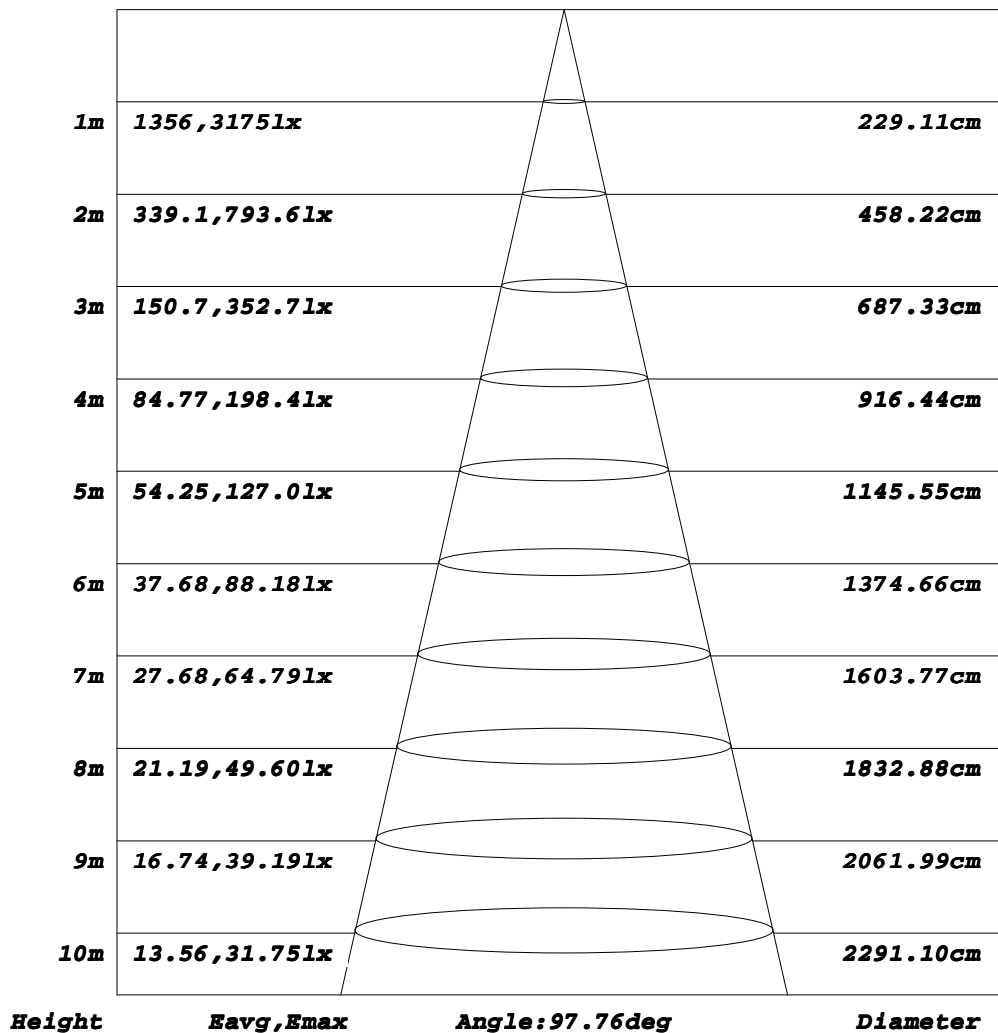 1m 1356,3175lx 229.11cm
2m 339.1,793.6lx 458.22cm
3m 150.7,352.7lx 687.33cm
4m 84.77,198.4lx 916.44cm
5m 54.25,127.0lx 1145.55cm
6m 37.68,88.18lx 1374.66cm
7m 27.68,64.79lx 1603.77cm
8m 21.19,49.60lx 1832.88cm
9m 16.74,39.19lx 2061.99cm
10m 13.56,31.75lx 2291.10cm
Height Eavg,Emax Angle:97.76deg Diameter